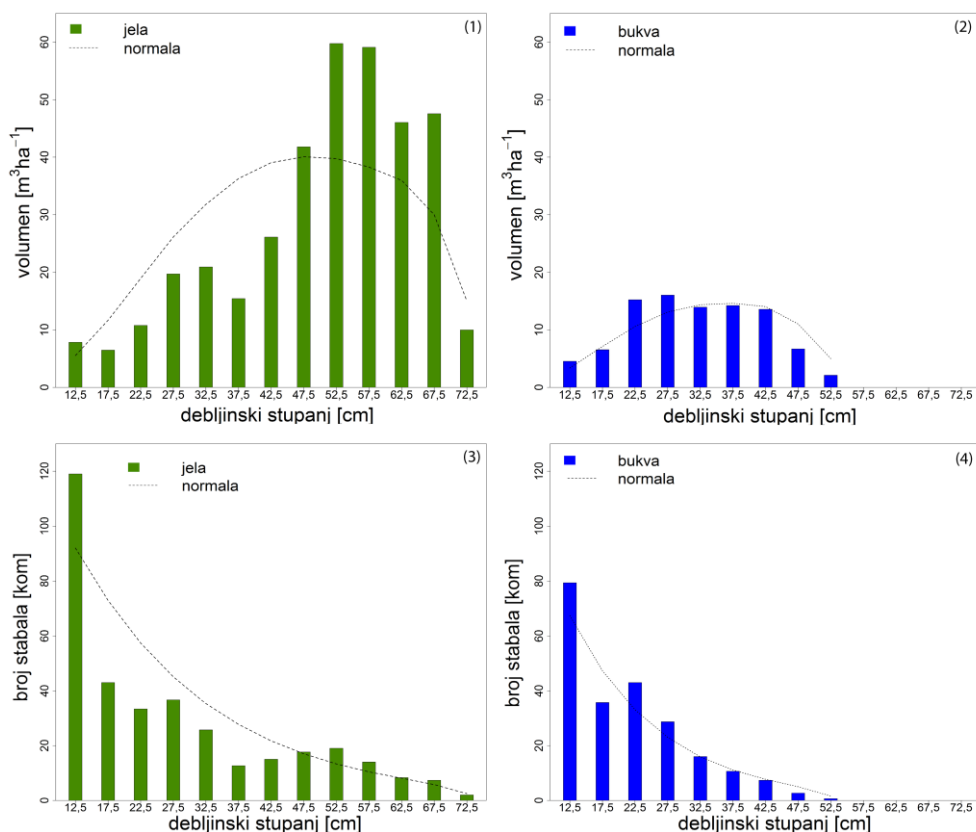 (1)
jela
normala
volumen [m³ha⁻¹]
0 10 20 30 40 50 60
12,5 17,5 22,5 27,5 32,5 37,5 42,5 47,5 52,5 57,5 62,5 67,5 72,5
debljinski stupanj [cm]
(2)
bukva
normala
volumen [m³ha⁻¹]
0 10 20 30 40 50 60
12,5 17,5 22,5 27,5 32,5 37,5 42,5 47,5 52,5 57,5 62,5 67,5 72,5
debljinski stupanj [cm]
(3)
jela
normala
broj stabala [kom]
0 20 40 60 80 100 120
12,5 17,5 22,5 27,5 32,5 37,5 42,5 47,5 52,5 57,5 62,5 67,5 72,5
debljinski stupanj [cm]
(4)
bukva
normala
broj stabala [kom]
0 20 40 60 80 100 120
12,5 17,5 22,5 27,5 32,5 37,5 42,5 47,5 52,5 57,5 62,5 67,5 72,5
debljinski stupanj [cm]